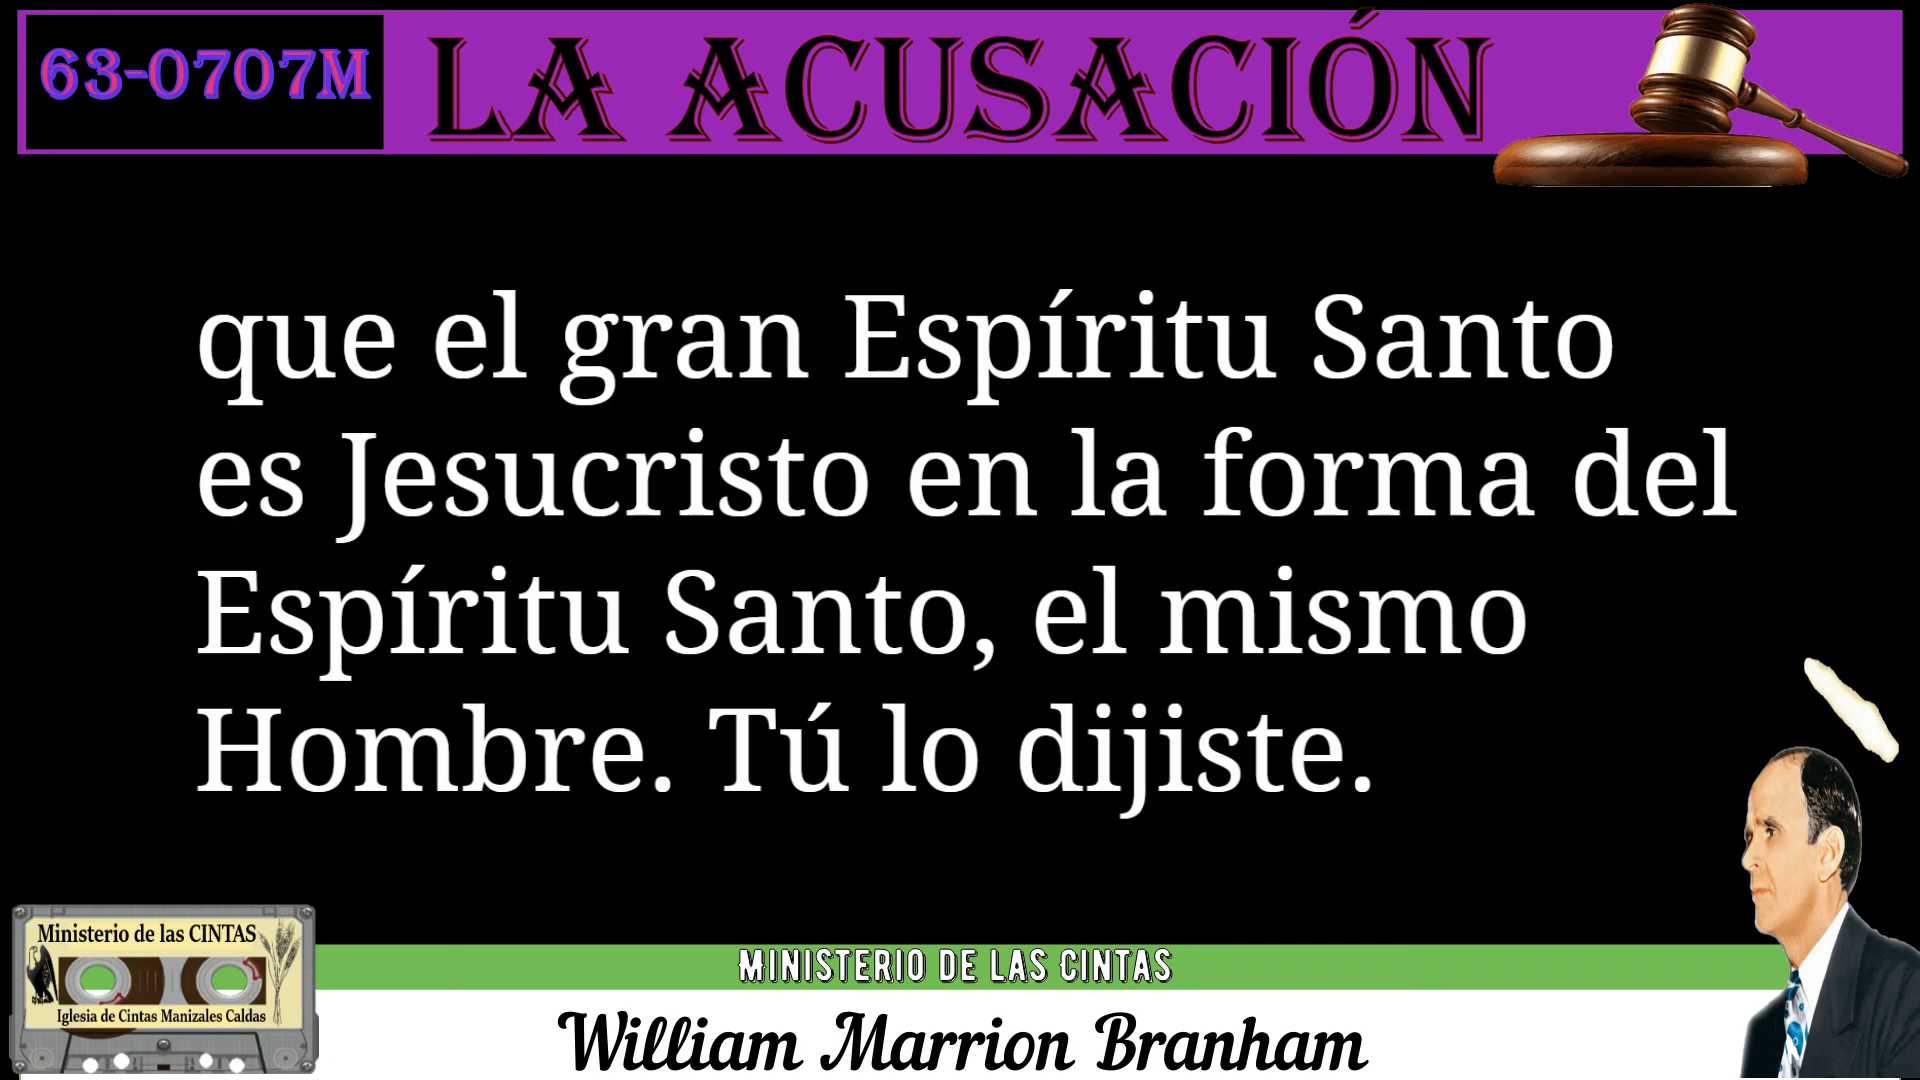 63-0707M
LA ACUSACIÓN
que el gran Espíritu Santo
es Jesucristo en la forma del
Espíritu Santo, el mismo
Hombre. Tú lo dijiste.
Ministerio de las CINTAS
Iglesia de Cintas Manizales Caldas
MINISTERIO DE LAS CINTAS
William Marrion Branham